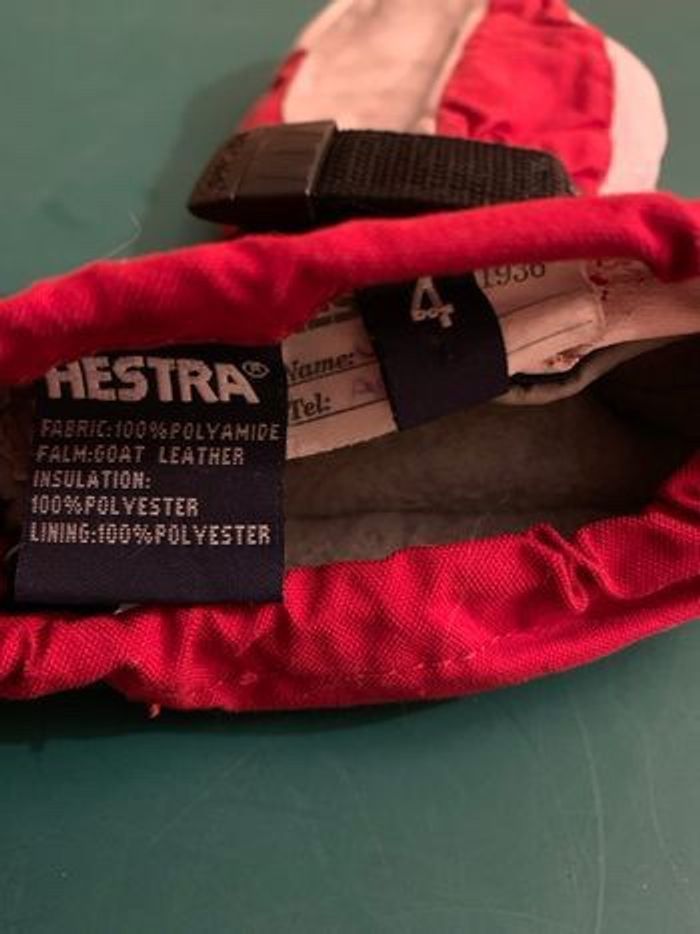 HESTRA®
FABRIC:100%POLYAMIDE
PALM:GOAT LEATHER
INSULATION:
100%POLYESTER
LINING:100%POLYESTER
4
1936
Name:
Tel: